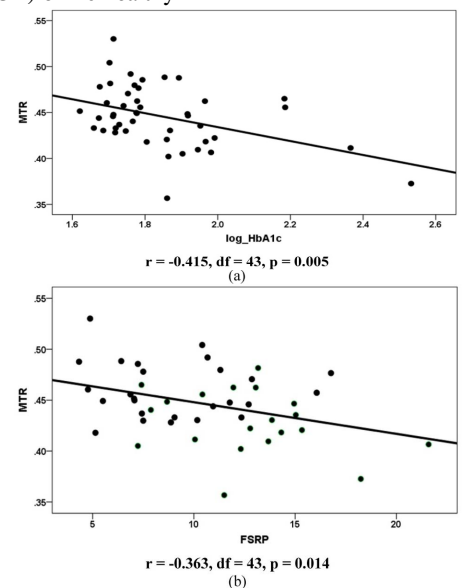 .55
.50
.45
.40
.35
MTR
1.6 1.8 2.0 2.2 2.4 2.6
log_HbA1c
r = -0.415, df = 43, p = 0.005
(a)
.55
.50
.45
.40
.35
MTR
5 10 15 20
FSRP
r = -0.363, df = 43, p = 0.014
(b)